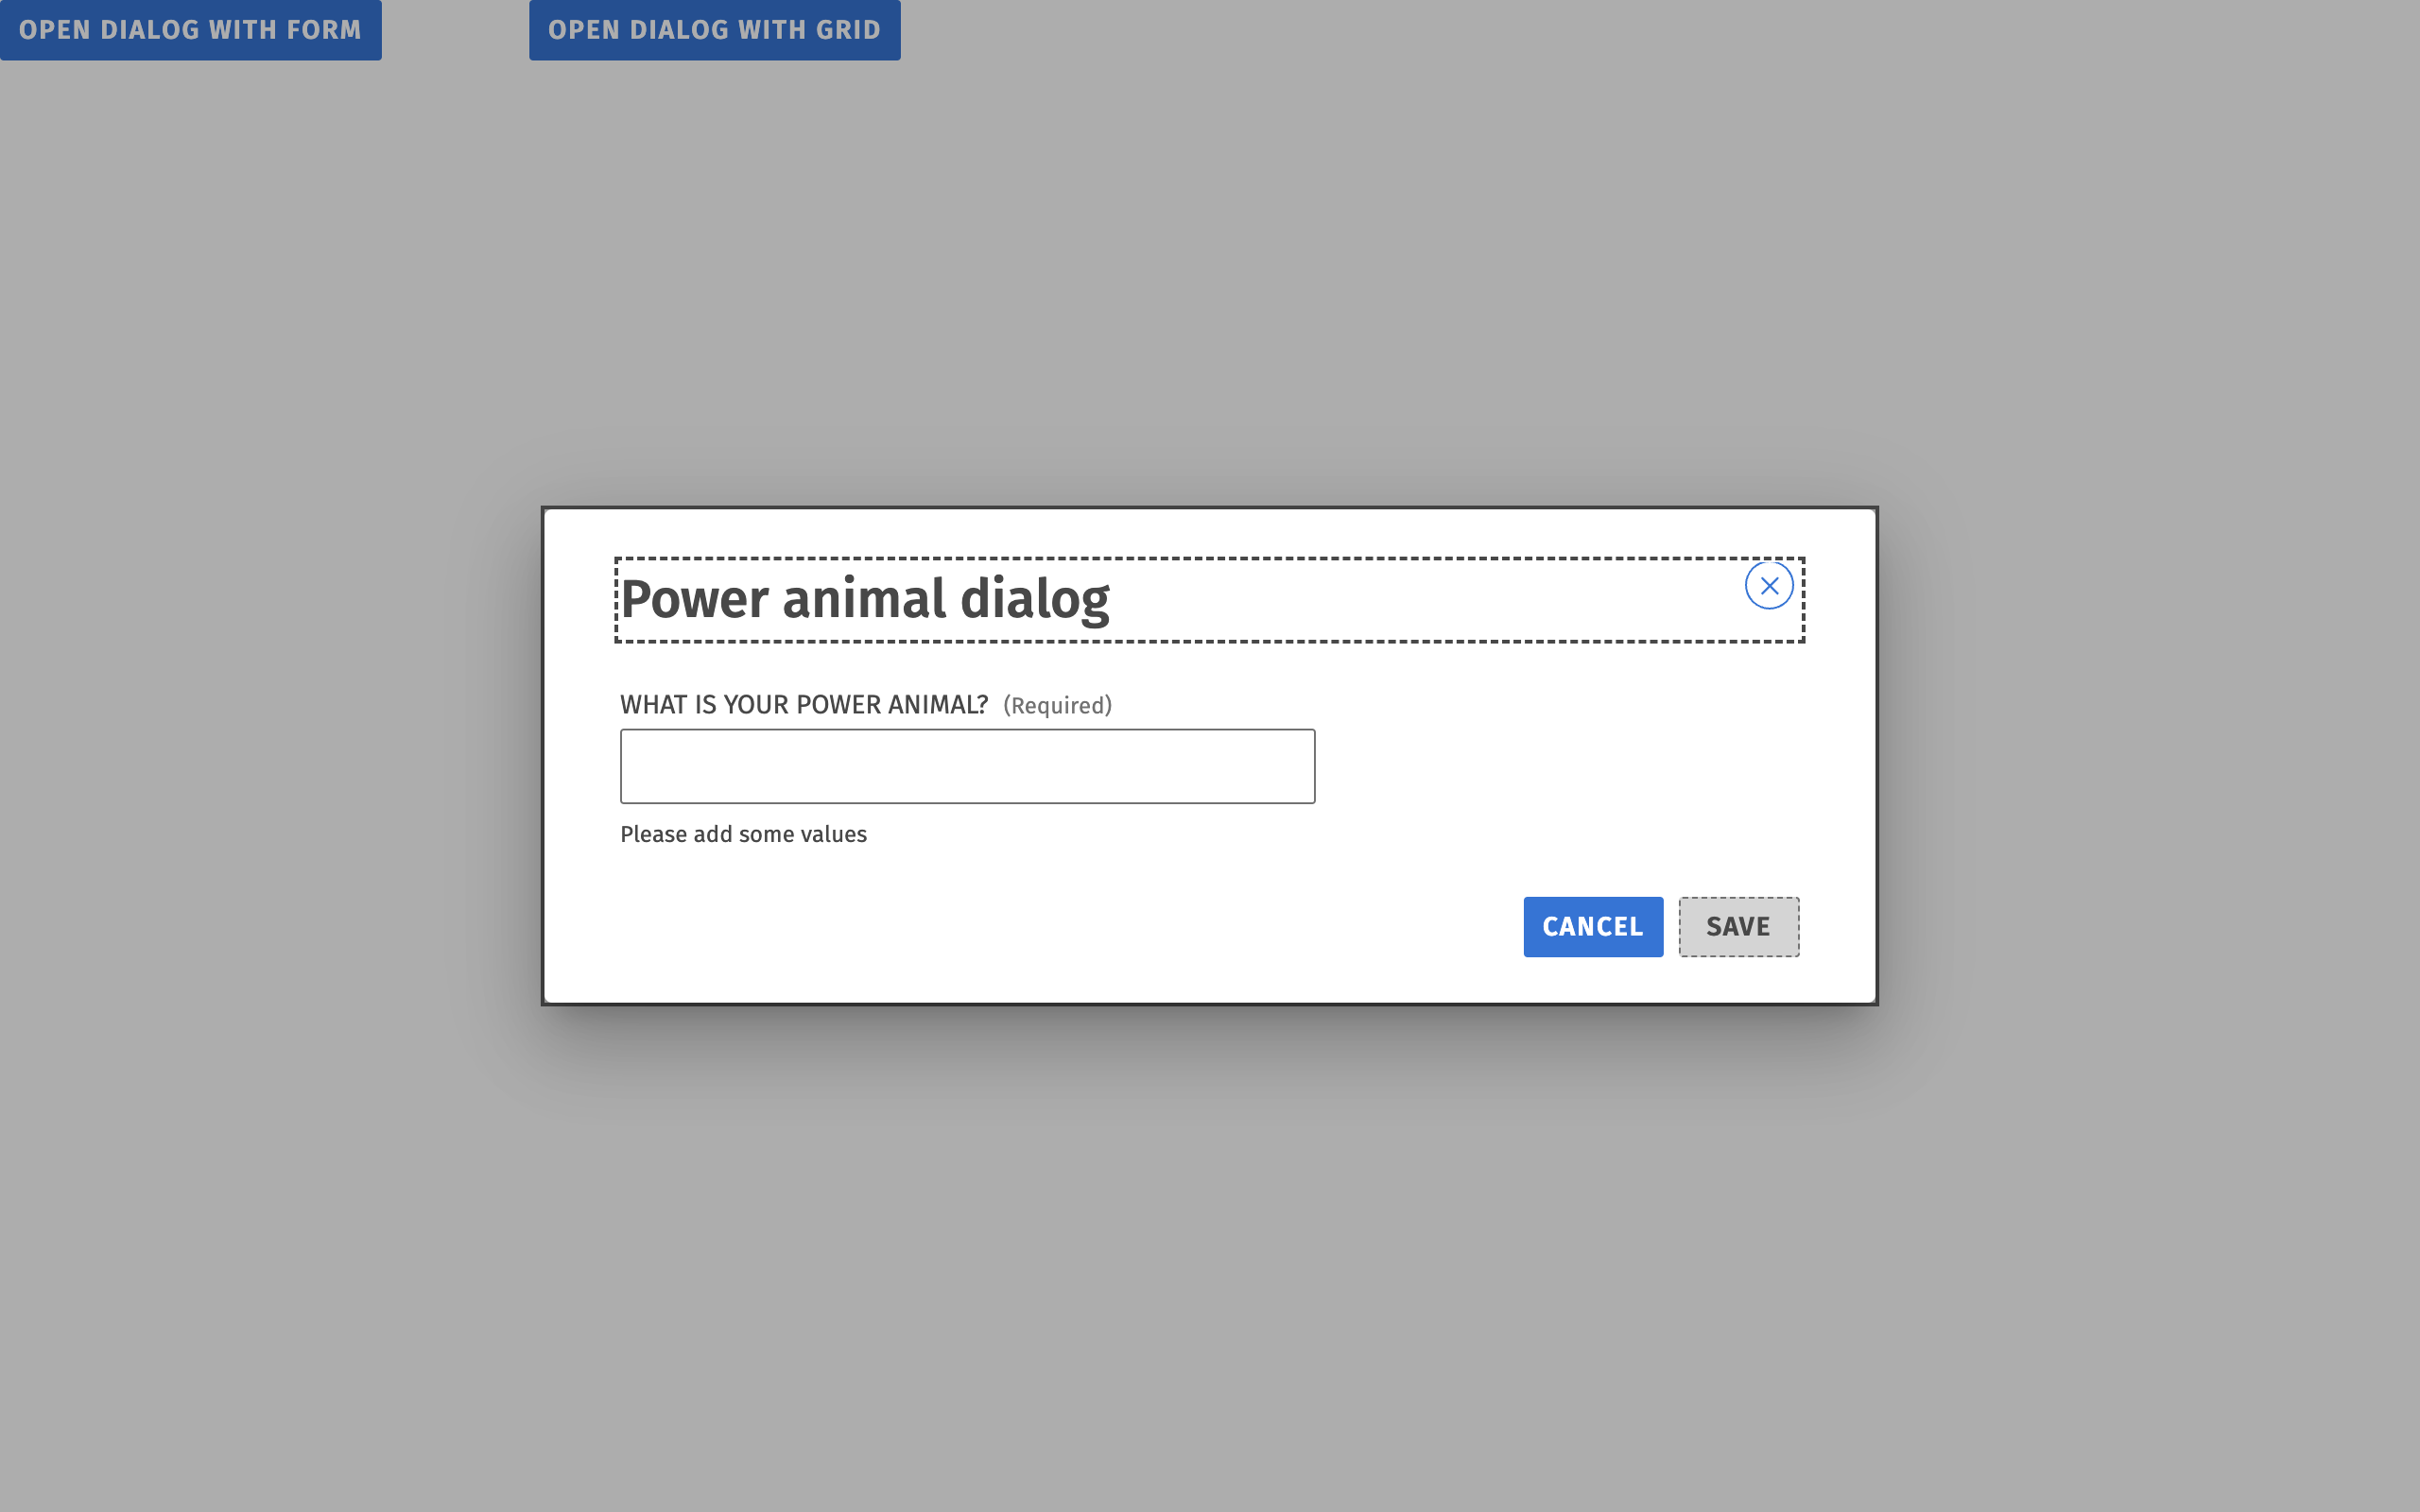 OPEN DIALOG WITH FORM
OPEN DIALOG WITH GRID
Power animal dialog
WHAT IS YOUR POWER ANIMAL? (Required)
Please add some values
CANCEL
SAVE